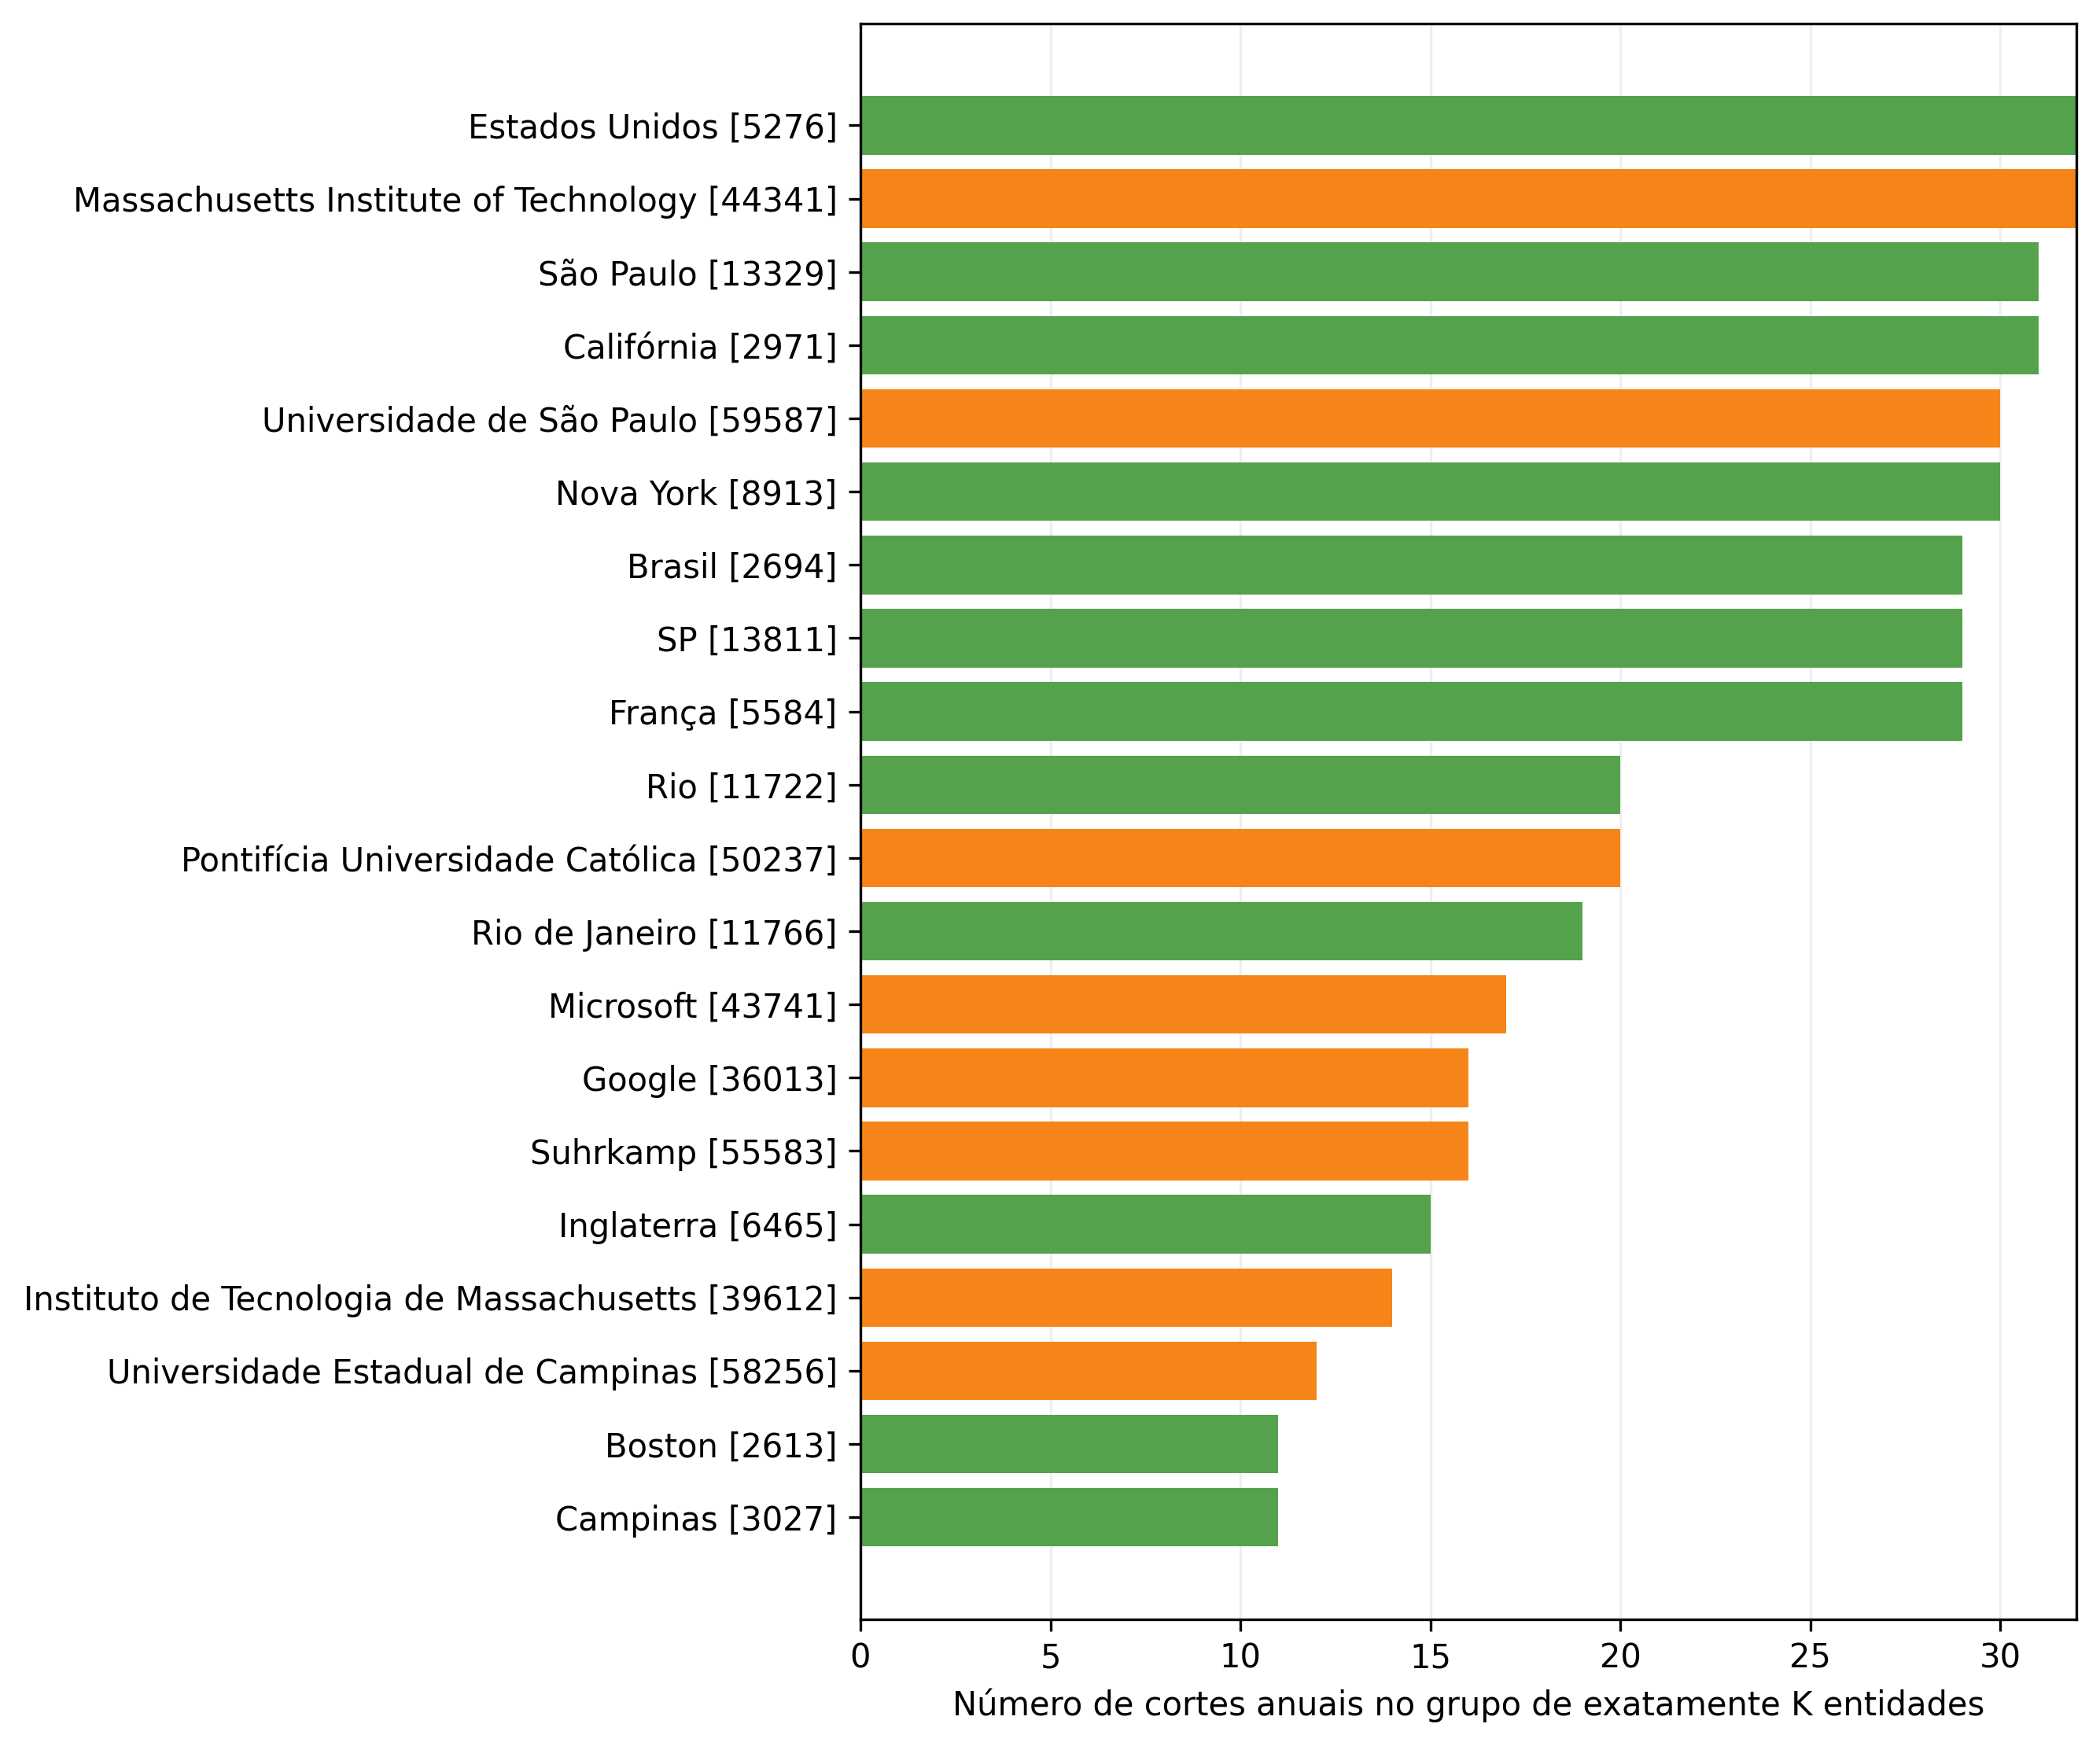 Estados Unidos [5276]
Massachusetts Institute of Technology [44341]
São Paulo [13329]
Califórnia [2971]
Universidade de São Paulo [59587]
Nova York [8913]
Brasil [2694]
SP [13811]
França [5584]
Rio [11722]
Pontifícia Universidade Católica [50237]
Rio de Janeiro [11766]
Microsoft [43741]
Google [36013]
Suhrkamp [55583]
Inglaterra [6465]
Instituto de Tecnologia de Massachusetts [39612]
Universidade Estadual de Campinas [58256]
Boston [2613]
Campinas [3027]
0 5 10 15 20 25 30
Número de cortes anuais no grupo de exatamente K entidades